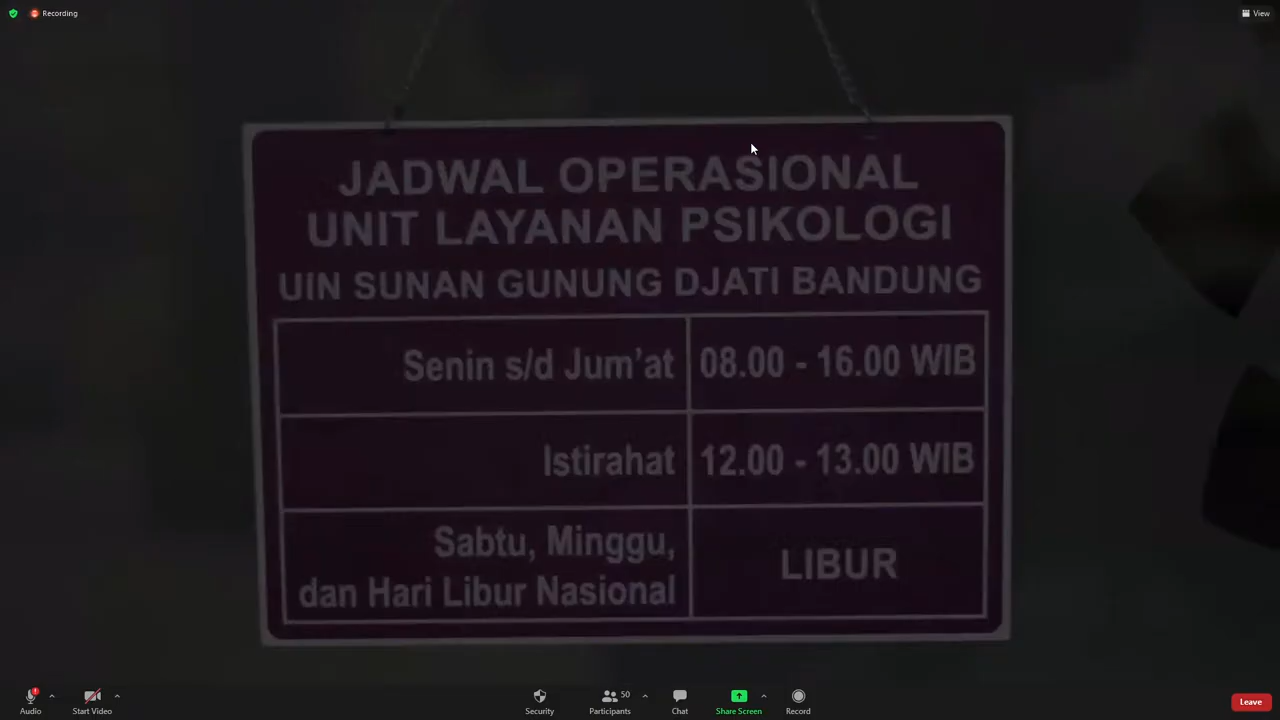 Recording
View
JADWAL OPERASIONAL
UNIT LAYANAN PSIKOLOGI
UIN SUNAN GUNUNG DJATI BANDUNG
Senin s/d Jum'at 08.00 - 16.00 WIB
Istirahat 12.00 - 13.00 WIB
Sabtu, Minggu,
dan Hari Libur Nasional LIBUR
Audio Start Video Security Participants 50 Chat Share Screen Record Leave